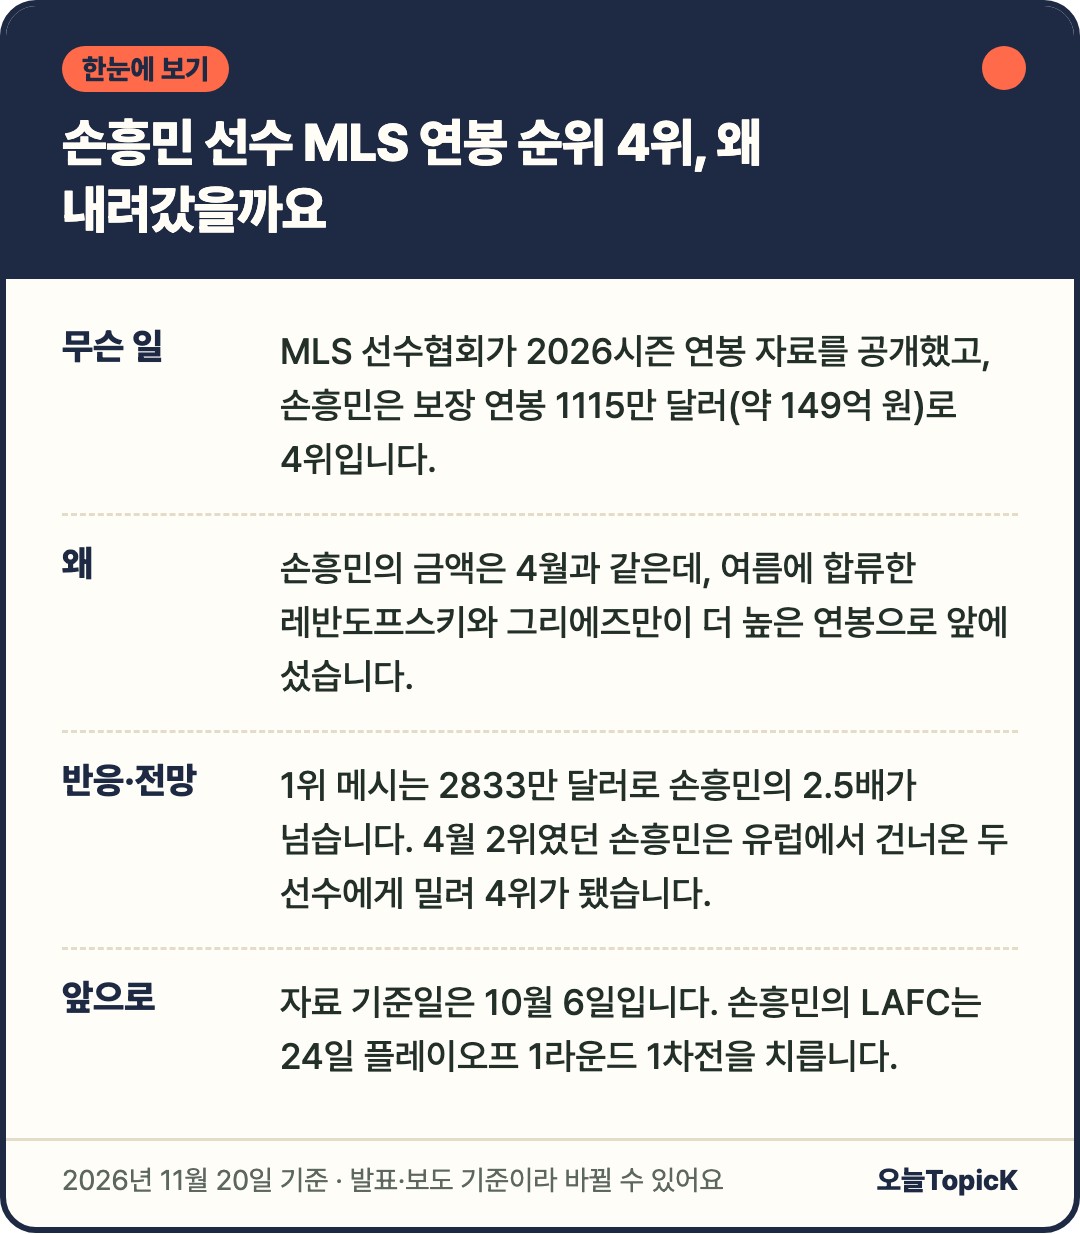 한눈에 보기
손흥민 선수 MLS 연봉 순위 4위, 왜
내려갔을까요
무슨 일
MLS 선수협회가 2026시즌 연봉 자료를 공개했고,
손흥민은 보장 연봉 1115만 달러(약 149억 원)로
4위입니다.
왜
손흥민의 금액은 4월과 같은데, 여름에 합류한
레반도프스키와 그리에즈만이 더 높은 연봉으로 앞에
섰습니다.
반응·전망
1위 메시는 2833만 달러로 손흥민의 2.5배가
넘습니다. 4월 2위였던 손흥민은 유럽에서 건너온 두
선수에게 밀려 4위가 됐습니다.
앞으로
자료 기준일은 10월 6일입니다. 손흥민의 LAFC는
24일 플레이오프 1라운드 1차전을 치릅니다.
2026년 11월 20일 기준 · 발표·보도 기준이라 바뀔 수 있어요
오늘TopicK